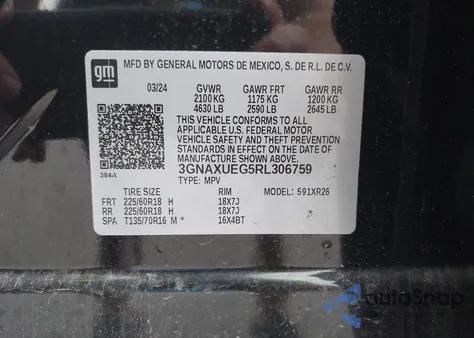 gm
MFD BY GENERAL MOTORS DE MEXICO, S. DE R.L. DE C.V.
03/24 GVWR GAWR FRT GAWR RR
2100 KG 1175 KG 1200 KG
4630 LB 2590 LB 2645 LB
THIS VEHICLE CONFORMS TO ALL
APPLICABLE U.S. FEDERAL MOTOR
VEHICLE SAFETY AND THEFT PREVENTION
STANDARDS IN EFFECT ON THE DATE OF
MANUFACTURE SHOWN ABOVE.
3GNAXUEG5RL306759
384A TYPE: MPV
TIRE SIZE RIM MODEL: 591XR26
FRT 225/60R18 H 18X7J
RR 225/60R18 H 18X7J
SPA T135/70R16 M * 16X4BT
autoSnap